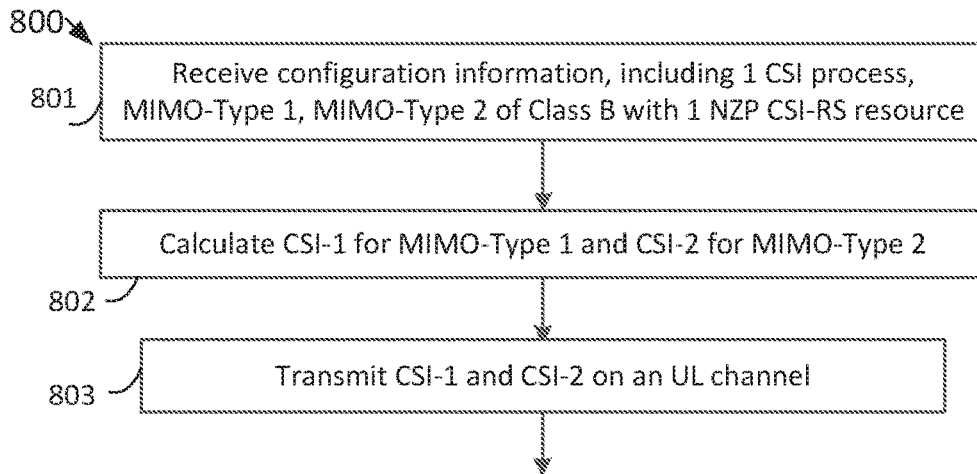 800
Receive configuration information, including 1 CSI process,
801
MIMO-Type 1, MIMO-Type 2 of Class B with 1 NZP CSI-RS resource
Calculate CSI-1 for MIMO-Type 1 and CSI-2 for MIMO-Type 2
802
Transmit CSI-1 and CSI-2 on an UL channel
803